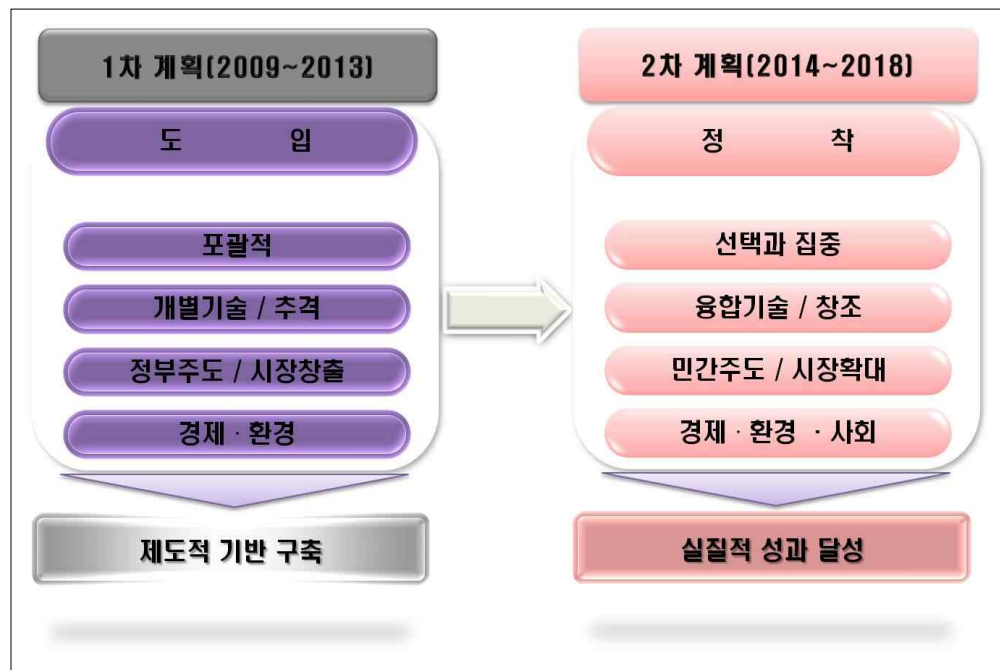 1차 계획(2009~2013)
도 입
포괄적
개별기술 / 추격
정부주도 / 시장창출
경제 · 환경
제도적 기반 구축
2차 계획(2014~2018)
정 착
선택과 집중
융합기술 / 창조
민간주도 / 시장확대
경제 · 환경 · 사회
실질적 성과 달성